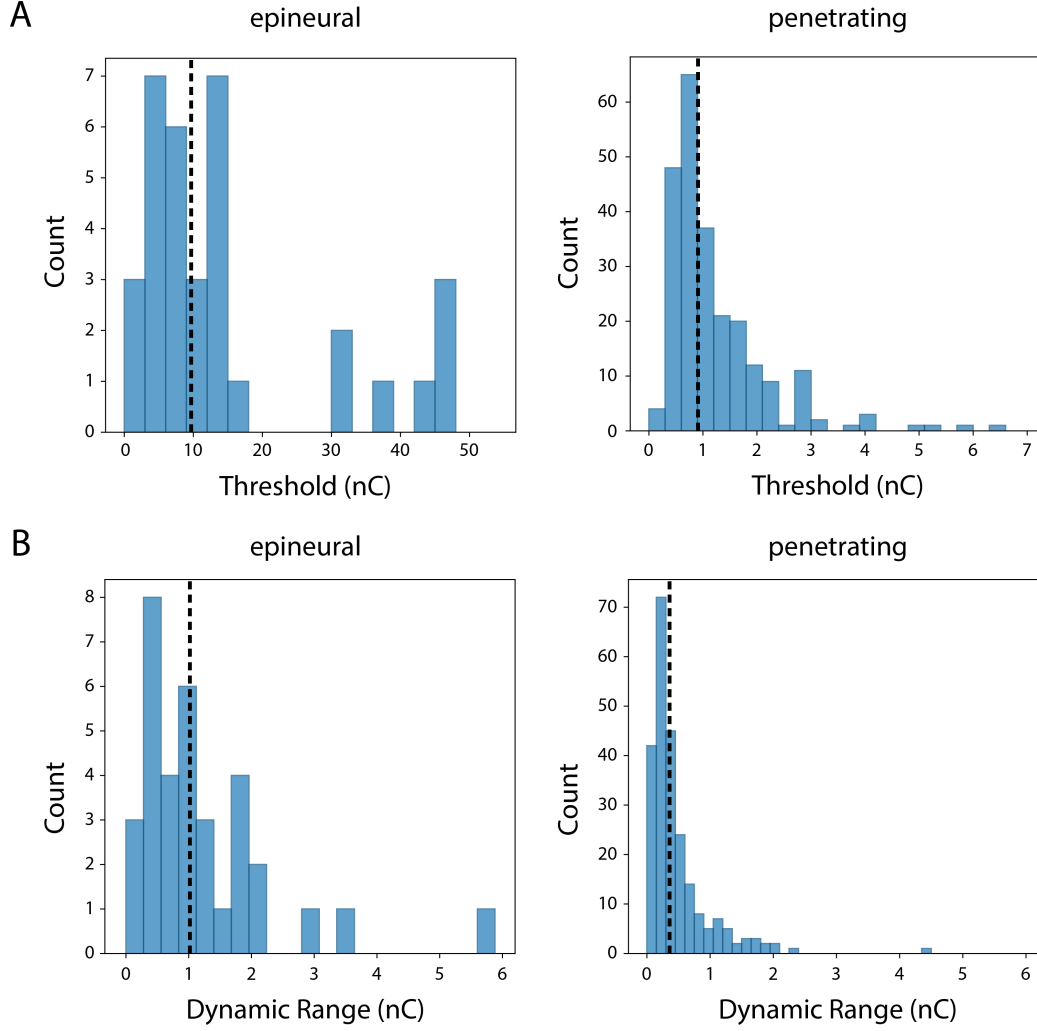 A
epineural
penetrating
7
6
5
4
3
2
1
0
Count
0 10 20 30 40 50
Threshold (nC)
60
50
40
30
20
10
0
Count
0 1 2 3 4 5 6 7
Threshold (nC)
B
epineural
penetrating
8
7
6
5
4
3
2
1
0
Count
0 1 2 3 4 5 6
Dynamic Range (nC)
70
60
50
40
30
20
10
0
Count
0 1 2 3 4 5 6
Dynamic Range (nC)